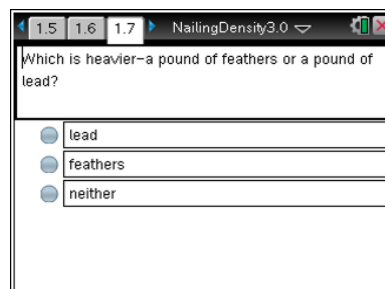 1.5 1.6 1.7 NailingDensity3.0
Which is heavier–a pound of feathers or a pound of
lead?
lead
feathers
neither